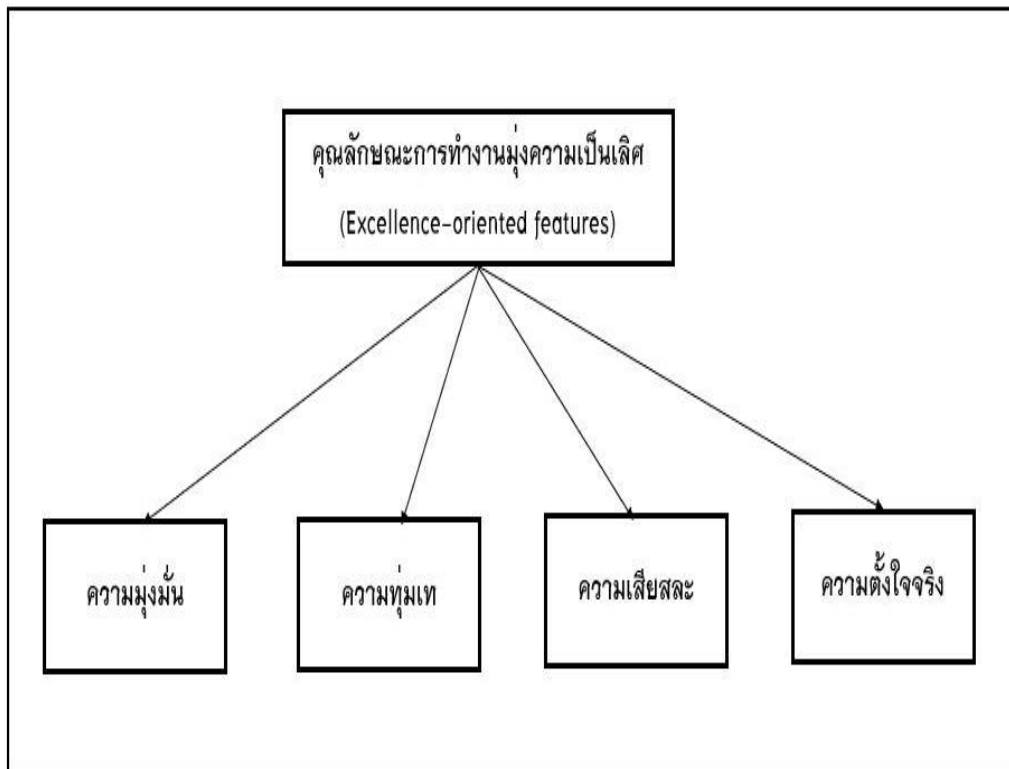 คุณลักษณะการทำงานมุ่งความเป็นเลิศ
(Excellence-oriented features)
ความมุ่งมั่น
ความทุ่มเท
ความเสียสละ
ความตั้งใจจริง